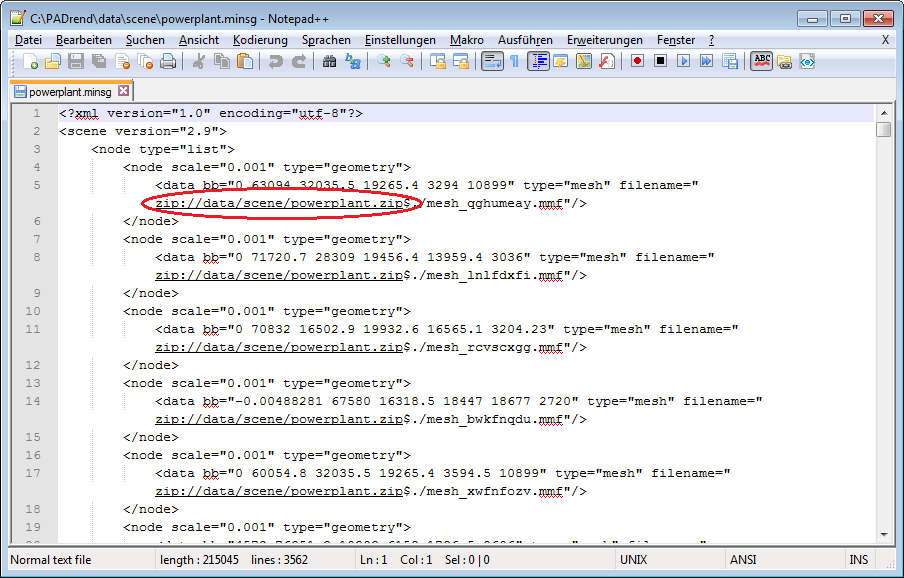 C:\PADrend\data\scene\powerplant.minsg - Notepad++
Datei Bearbeiten Suchen Ansicht Kodierung Sprachen Einstellungen Makro Ausführen Erweiterungen Fenster ? X
ABC
powerplant.minsg
1 <?xml version="1.0" encoding="utf-8"?>
2 <scene version="2.9">
3 <node type="list">
4 <node scale="0.001" type="geometry">
5 <data bb="0 63094 32035.5 19265.4 3294 10899" type="mesh" filename="
zip://data/scene/powerplant.zip$./mesh_qghumeay.mmf"/>
6 </node>
7 <node scale="0.001" type="geometry">
8 <data bb="0 71720.7 28309 19456.4 13959.4 3036" type="mesh" filename="
zip://data/scene/powerplant.zip$./mesh_lnlfdxfi.mmf"/>
9 </node>
10 <node scale="0.001" type="geometry">
11 <data bb="0 70832 16502.9 19932.6 16565.1 3204.23" type="mesh" filename="
zip://data/scene/powerplant.zip$./mesh_rcvscxgg.mmf"/>
12 </node>
13 <node scale="0.001" type="geometry">
14 <data bb="-0.00488281 67580 16318.5 18447 18677 2720" type="mesh" filename="
zip://data/scene/powerplant.zip$./mesh_bwkfnqdu.mmf"/>
15 </node>
16 <node scale="0.001" type="geometry">
17 <data bb="0 60054.8 32035.5 19265.4 3594.5 10899" type="mesh" filename="
zip://data/scene/powerplant.zip$./mesh_xwfnfozv.mmf"/>
18 </node>
19 <node scale="0.001" type="geometry">
Normal text file length : 215045 lines : 3562 Ln : 1 Col : 1 Sel : 0 | 0 UNIX ANSI INS